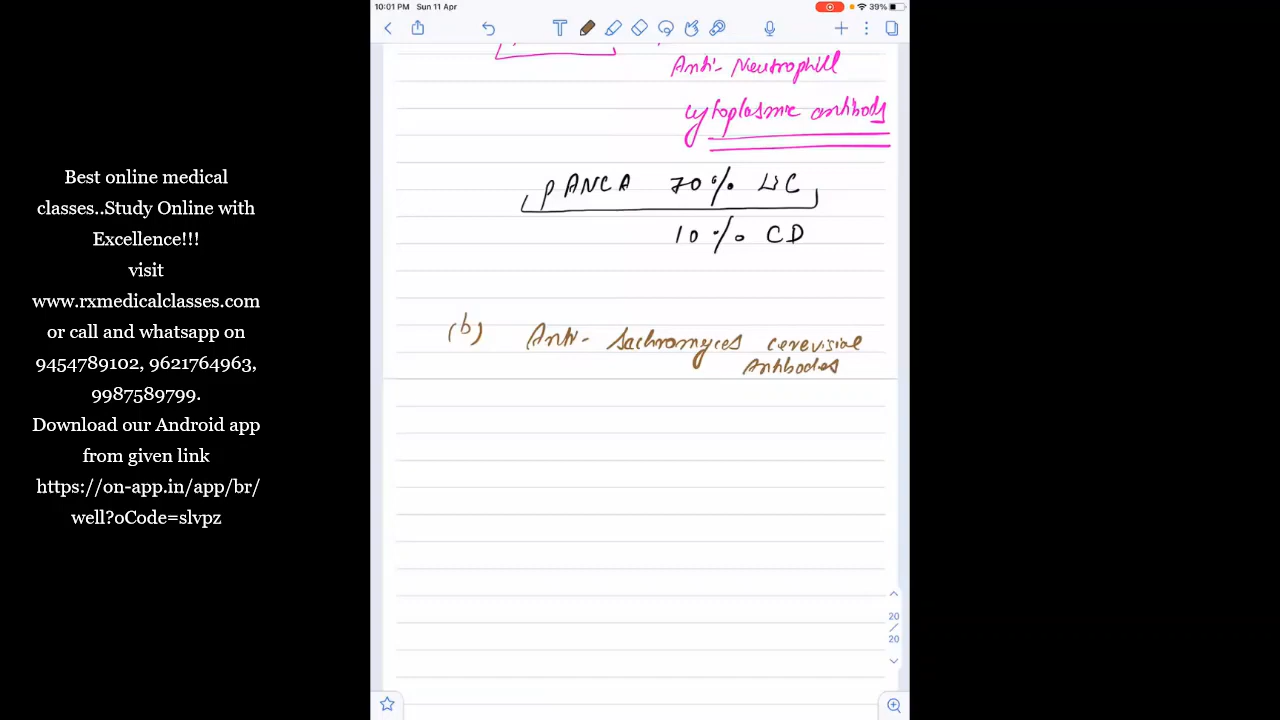 10:01 PM Sun 11 Apr
39%
Anti- Neutrophill
cytoplasmic antibody
PANCA 70% UC
10% CD
(b) Anti- Sachromyces cerevisiae
Antibodes
20
20
Best online medical
classes..Study Online with
Excellence!!!
visit
www.rxmedicalclasses.com
or call and whatsapp on
9454789102, 9621764963,
9987589799.
Download our Android app
from given link
https://on-app.in/app/br/
well?oCode=slvpz